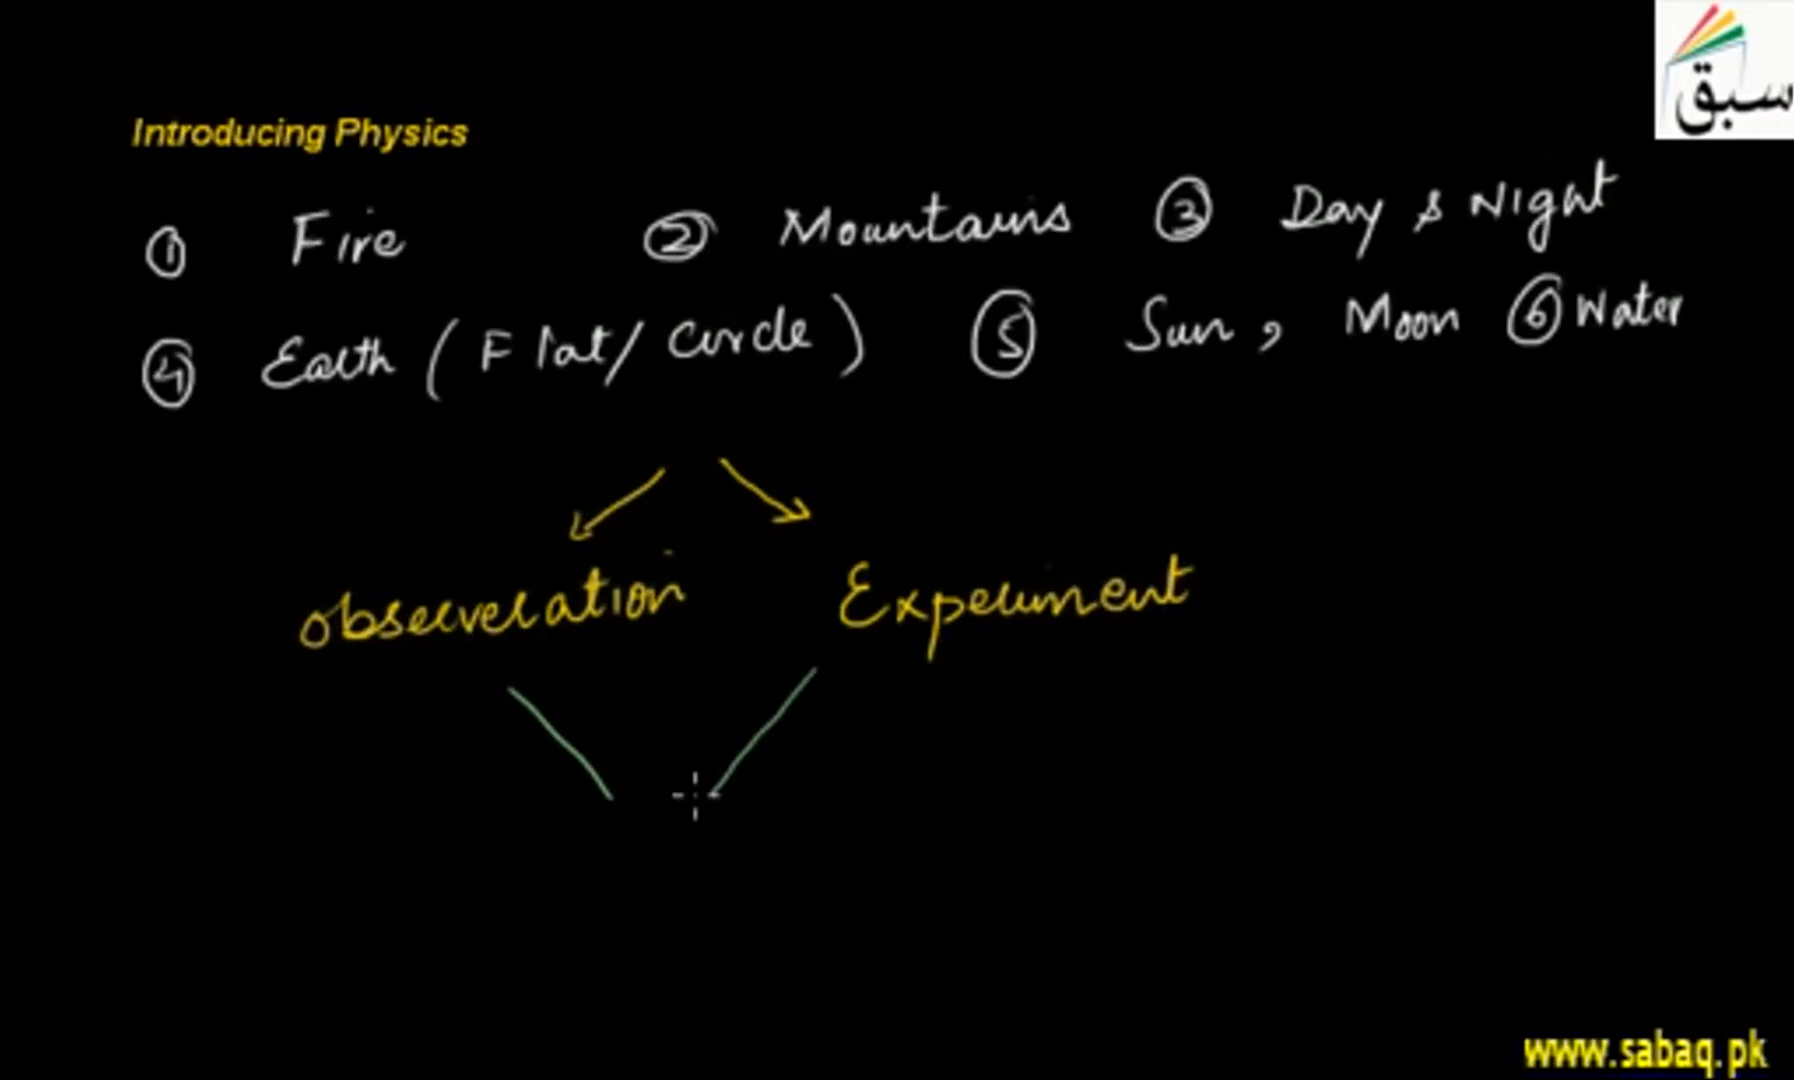 سبق
Introducing Physics
① Fire ② Mountains ③ Day & Night
④ Earth (Flat/Circle) ⑤ Sun, Moon ⑥ Water
Observeration Experiment
www.sabaq.pk